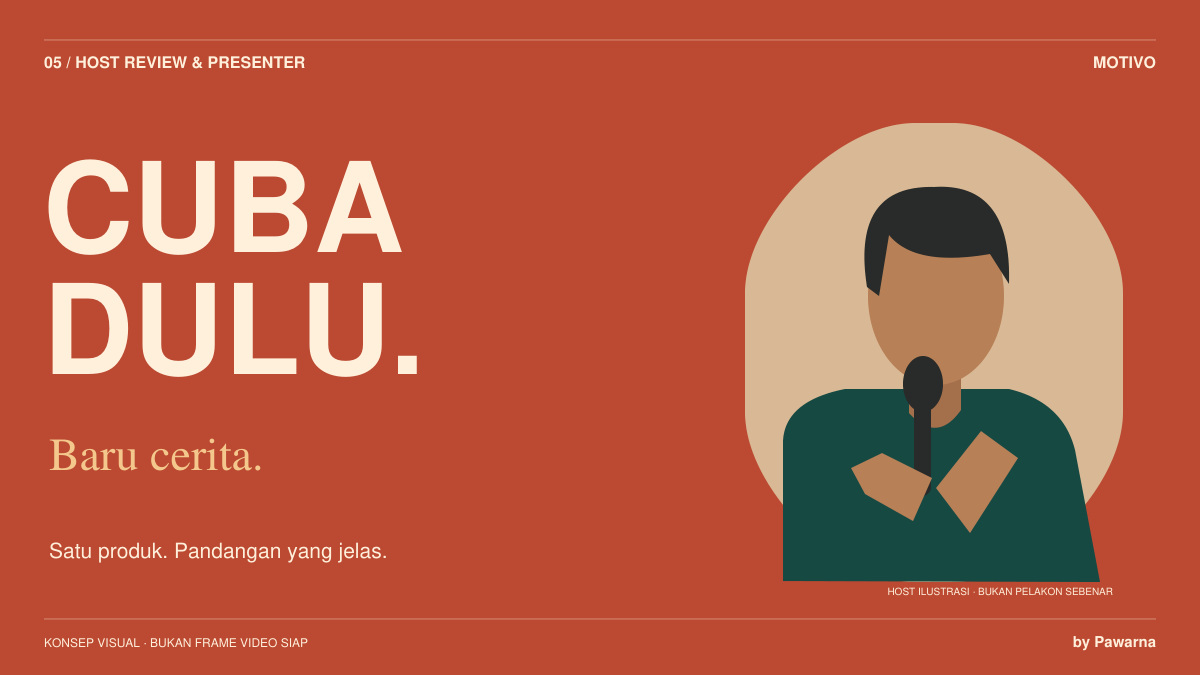 05 / HOST REVIEW & PRESENTER
MOTIVO
CUBA
DULU.
Baru cerita.
Satu produk. Pandangan yang jelas.
HOST ILUSTRASI · BUKAN PELAKON SEBENAR
KONSEP VISUAL · BUKAN FRAME VIDEO SIAP
by Pawarna